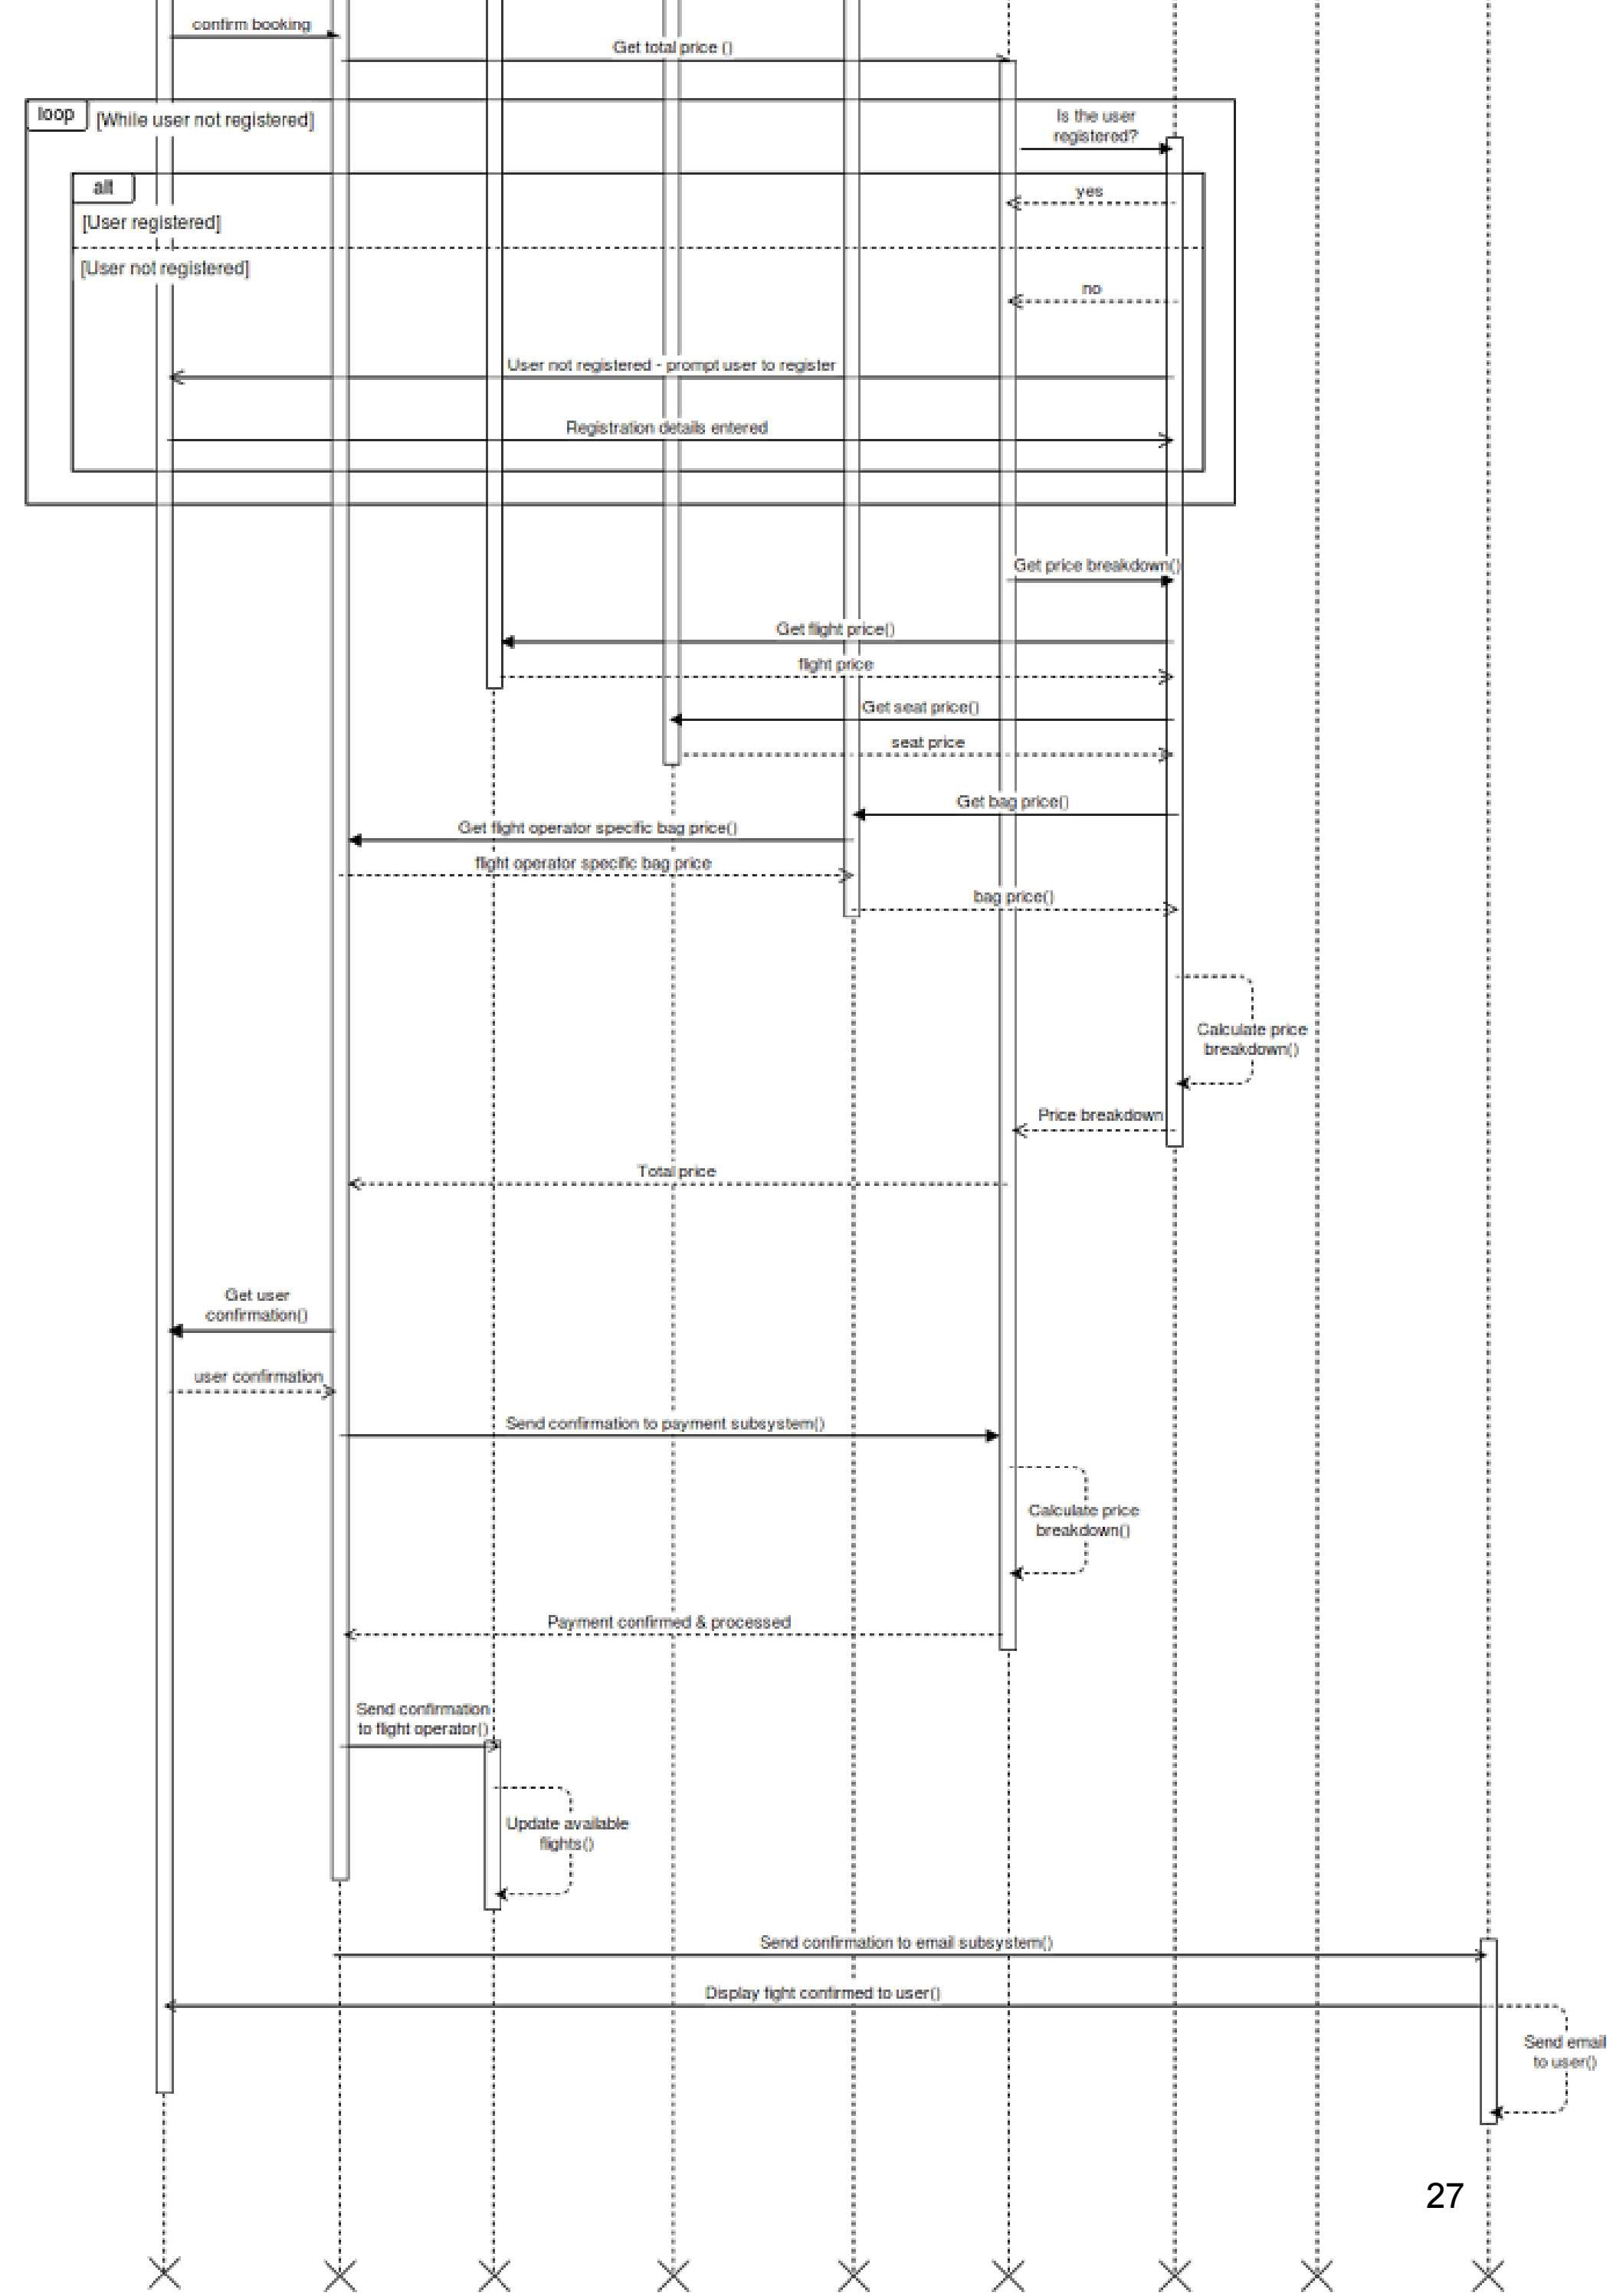 confirm booking
Get total price ()
loop
[While user not registered]
Is the user
registered?
alt
yes
[User registered]
[User not registered]
no
User not registered - prompt user to register
Registration details entered
Get price breakdown()
Get flight price()
flight price
Get seat price()
seat price
Get bag price()
Get flight operator specific bag price()
flight operator specific bag price
bag price()
Calculate price
breakdown()
Price breakdown
Total price
Get user
confirmation()
user confirmation
Send confirmation to payment subsystem()
Calculate price
breakdown()
Payment confirmed & processed
Send confirmation
to flight operator()
Update available
flights()
Send confirmation to email subsystem()
Display fight confirmed to user()
Send email
to user()
27